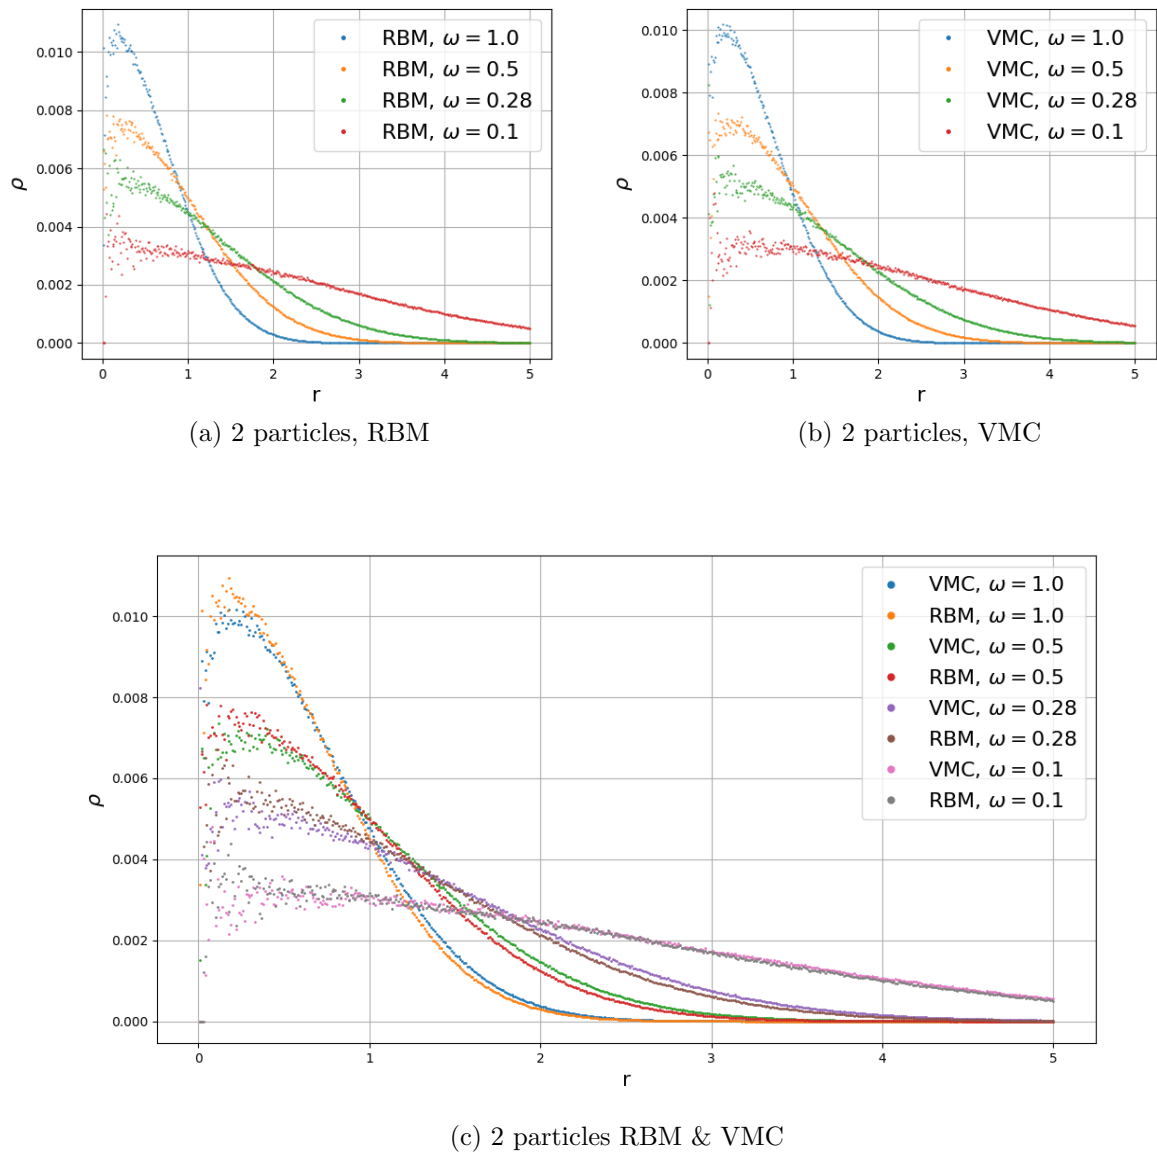 0.010
0.008
0.006
0.004
0.002
0.000
ρ
0 1 2 3 4 5
r
RBM, ω = 1.0
RBM, ω = 0.5
RBM, ω = 0.28
RBM, ω = 0.1
(a) 2 particles, RBM
0.010
0.008
0.006
0.004
0.002
0.000
ρ
0 1 2 3 4 5
r
VMC, ω = 1.0
VMC, ω = 0.5
VMC, ω = 0.28
VMC, ω = 0.1
(b) 2 particles, VMC
0.010
0.008
0.006
0.004
0.002
0.000
ρ
0 1 2 3 4 5
r
VMC, ω = 1.0
RBM, ω = 1.0
VMC, ω = 0.5
RBM, ω = 0.5
VMC, ω = 0.28
RBM, ω = 0.28
VMC, ω = 0.1
RBM, ω = 0.1
(c) 2 particles RBM & VMC